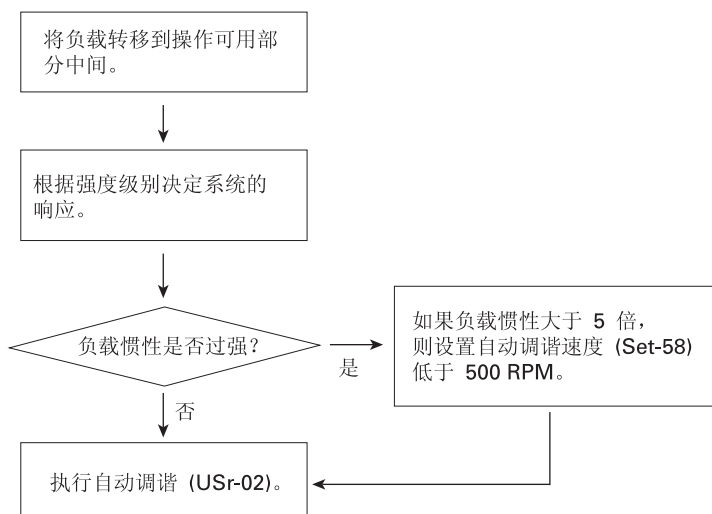 将负载转移到操作可用部
分中间。
根据强度级别决定系统的
响应。
负载惯性是否过强？
是
如果负载惯性大于 5 倍，
则设置自动调谐速度 (Set-58)
低于 500 RPM。
否
执行自动调谐 (USr-02)。